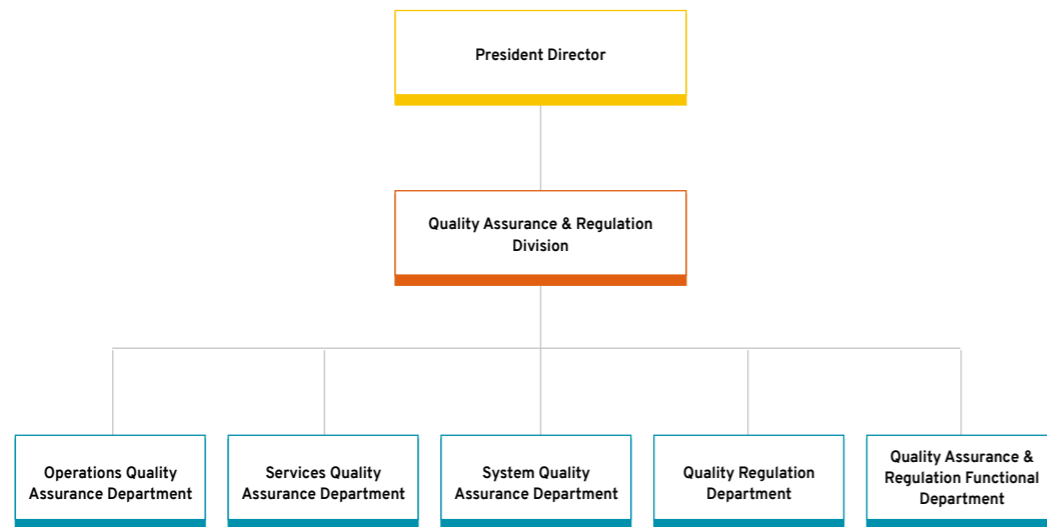 President Director
Quality Assurance & Regulation
Division
Operations Quality
Assurance Department
Services Quality
Assurance Department
System Quality
Assurance Department
Quality Regulation
Department
Quality Assurance &
Regulation Functional
Department